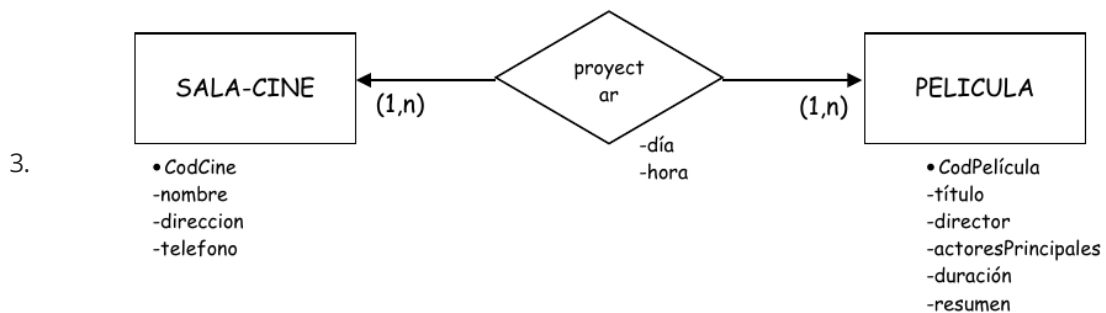 3.
SALA-CINE
(1,n)
proyect
ar
(1,n)
PELICULA
-día
-hora
• CodCine
-nombre
-direccion
-telefono
• CodPelícula
-título
-director
-actoresPrincipales
-duración
-resumen